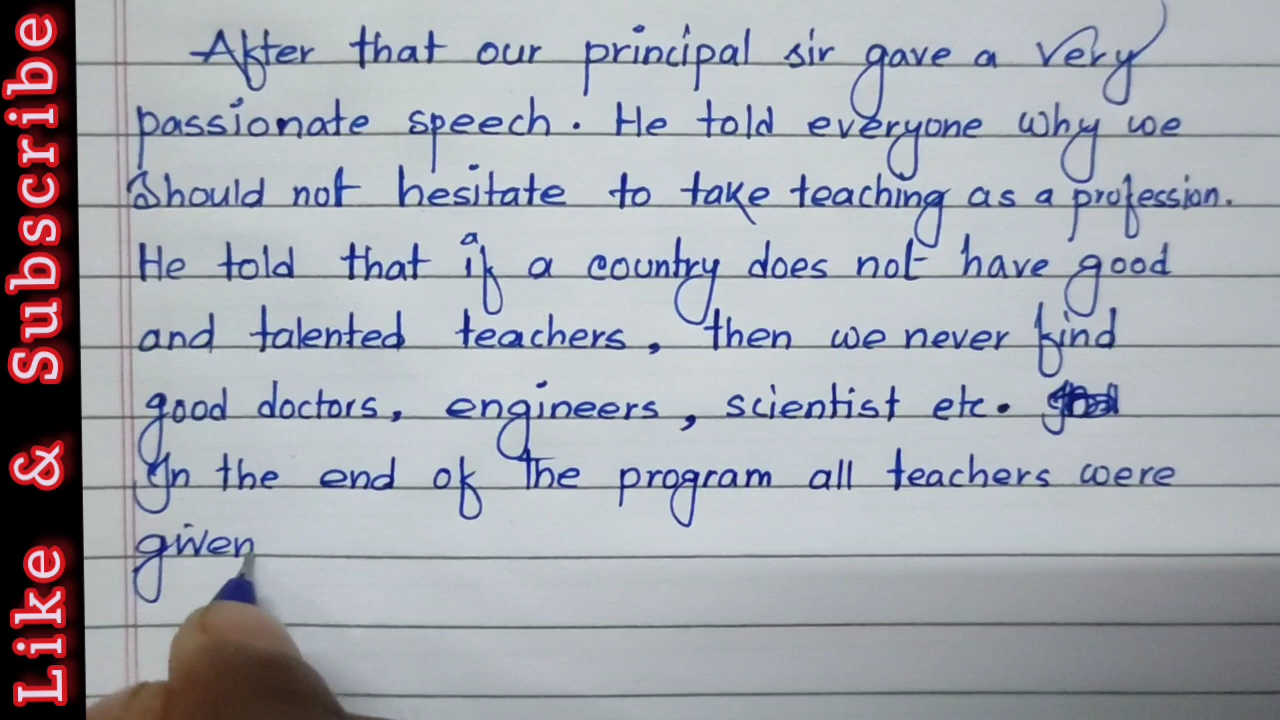 Like & Subscribe
After that our principal sir gave a very
passionate speech. He told everyone why we
should not hesitate to take teaching as a profession.
He told that if a country does not have good
and talented teachers, then we never find
good doctors, engineers, scientist etc.
In the end of the program all teachers were
given